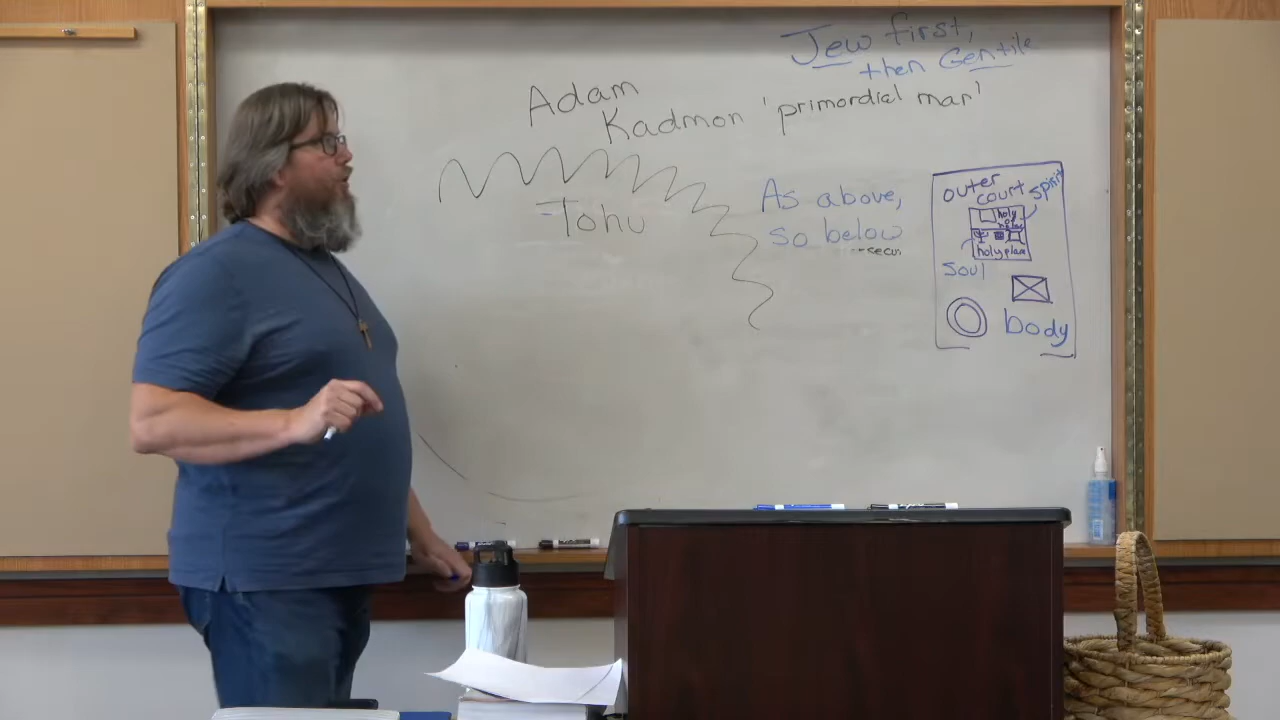 Jew first,
then Gentile
Adam
Kadmon 'primordial man'
As above,
so below
Tohu
outer
court
spirit
holy
of
holies
holy place
soul
body